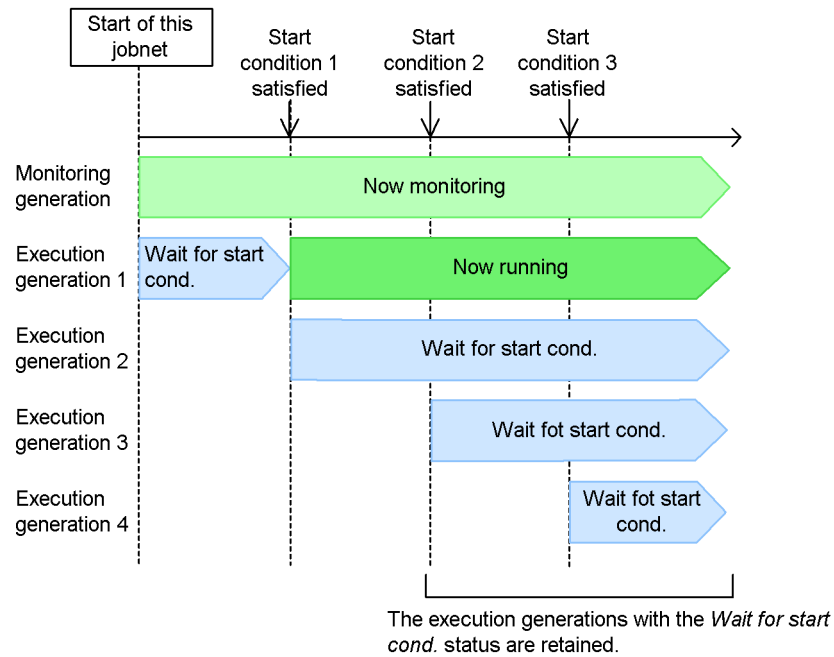 Start of this
jobnet
Start
condition 1
satisfied
Start
condition 2
satisfied
Start
condition 3
satisfied
Monitoring
generation
Now monitoring
Execution
generation 1
Wait for start
cond.
Now running
Execution
generation 2
Wait for start cond.
Execution
generation 3
Wait fot start cond.
Execution
generation 4
Wait fot start
cond.
The execution generations with the Wait for start
cond. status are retained.